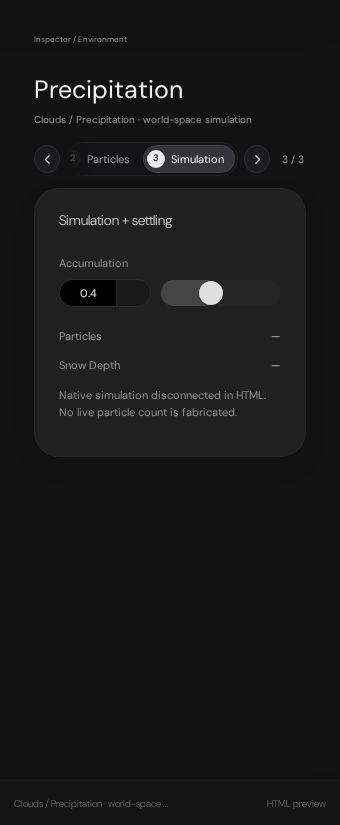 Inspector / Environment
Precipitation
Clouds / Precipitation · world-space simulation
2 Particles 3 Simulation 3 / 3
Simulation + settling
Accumulation
0.4
Particles —
Snow Depth —
Native simulation disconnected in HTML.
No live particle count is fabricated.
Clouds / Precipitation · world-space ... HTML preview